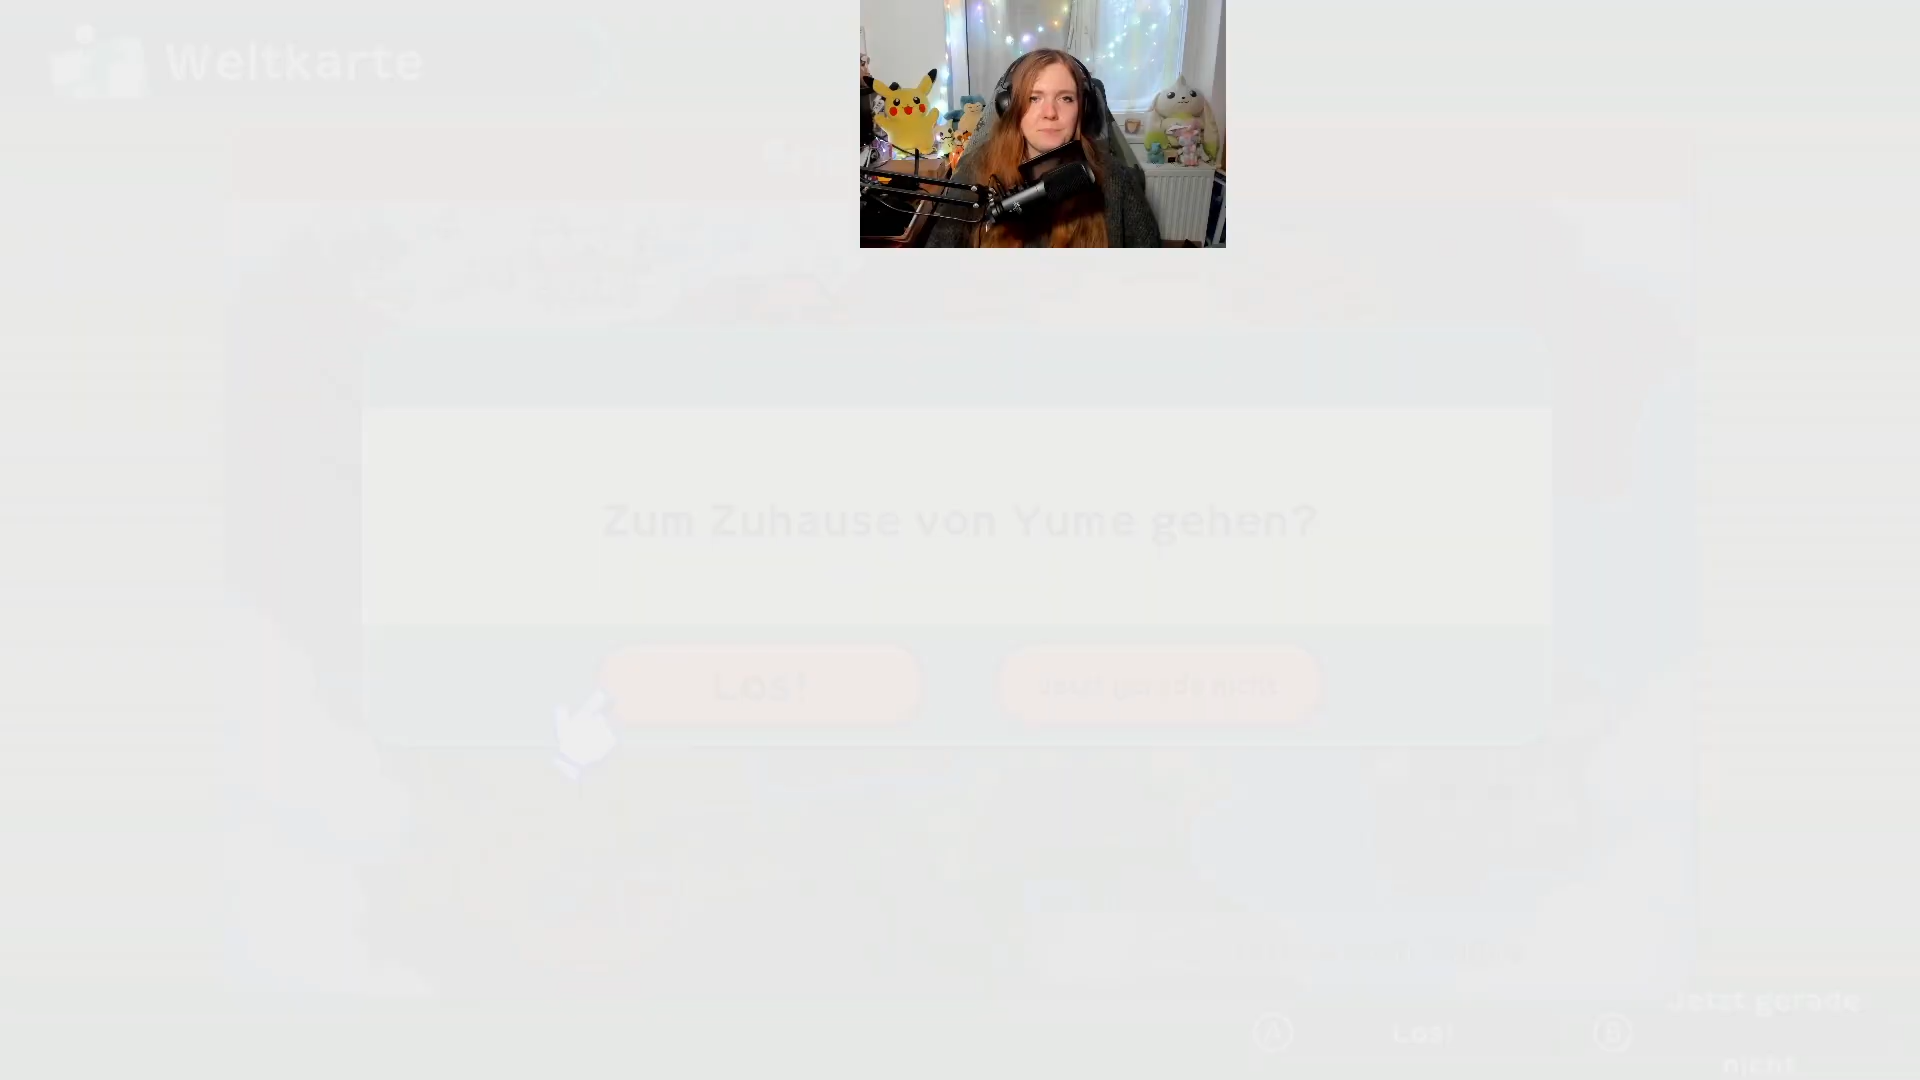 Weltkarte
Zum Zuhause von Yume gehen?
Los!
Jetzt gerade nicht
A
Los!
B
Jetzt gerade
nicht